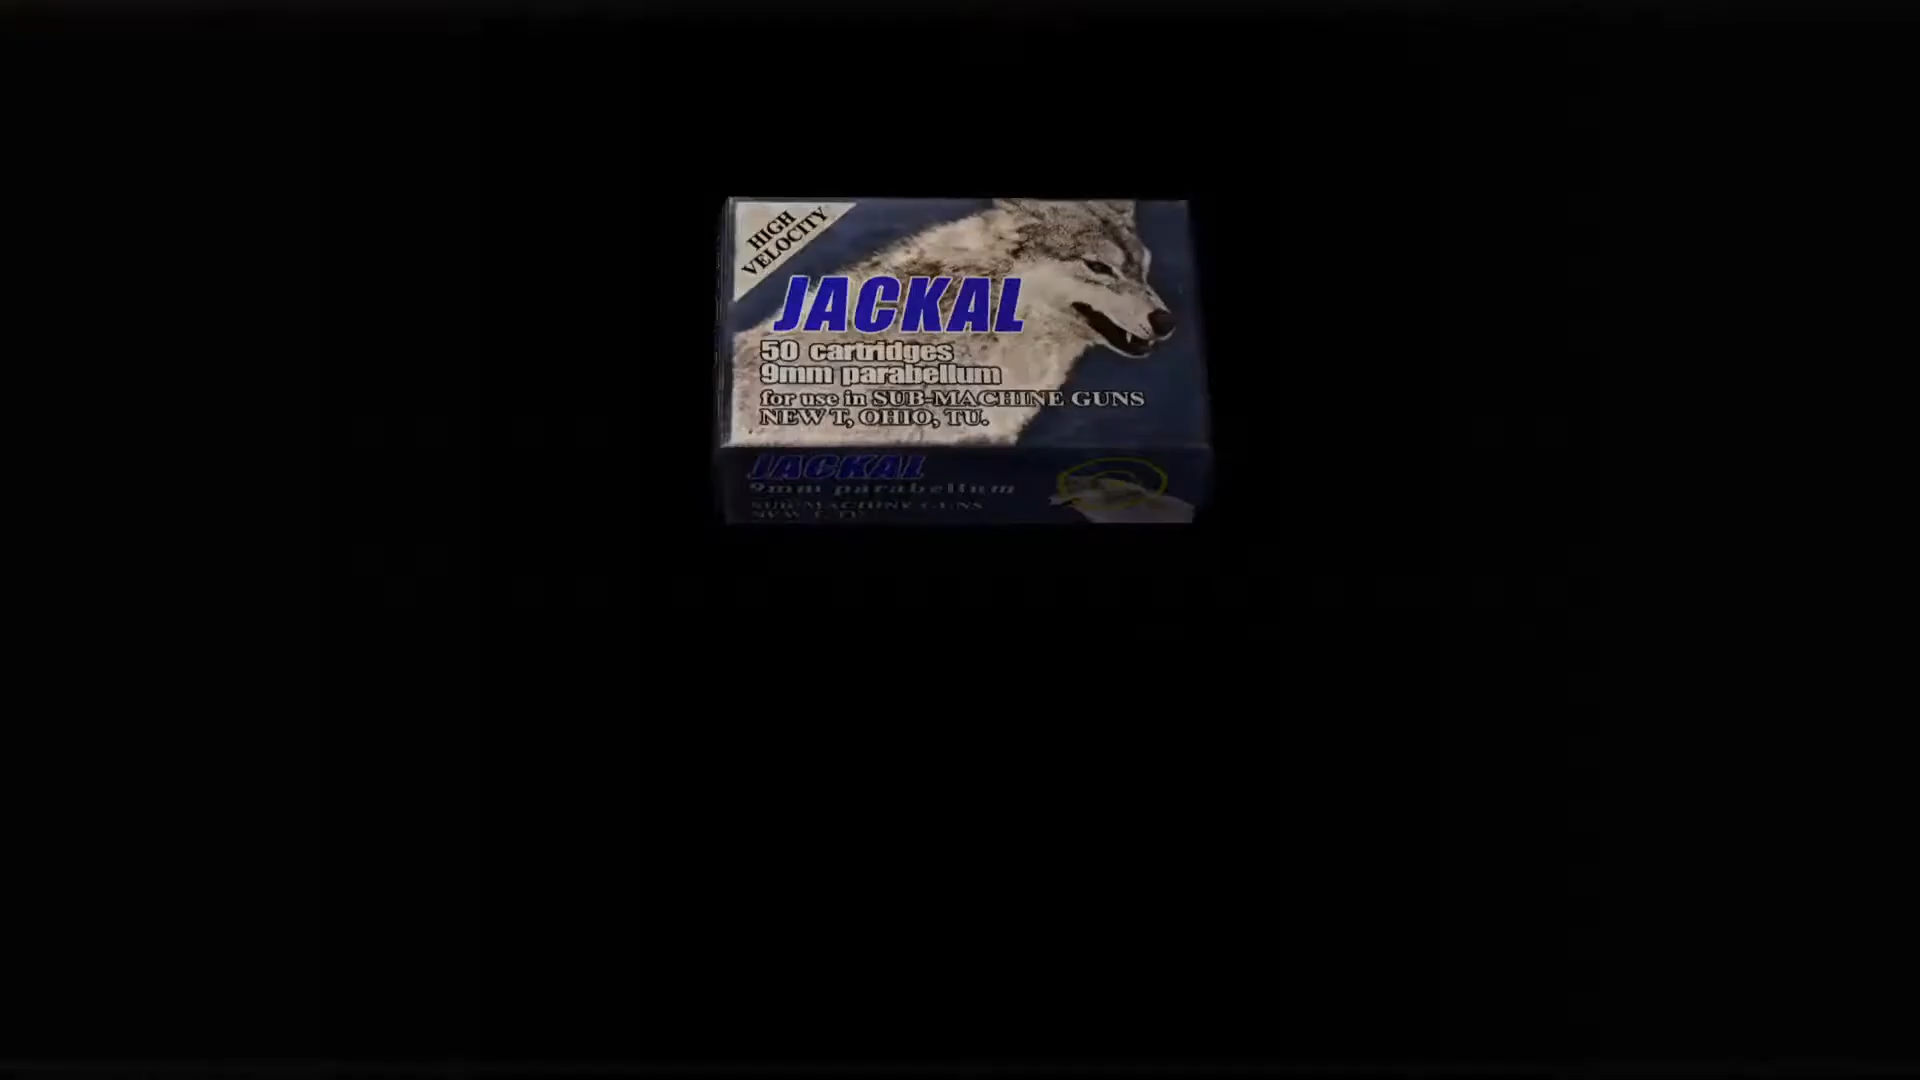 HIGH
VELOCITY
JACKAL
50 cartridges
9mm parabellum
for use in SUB-MACHINE GUNS
NEW T, OHIO, TU.
JACKAL
9mm parabellum
SUB-MACHINE GUNS